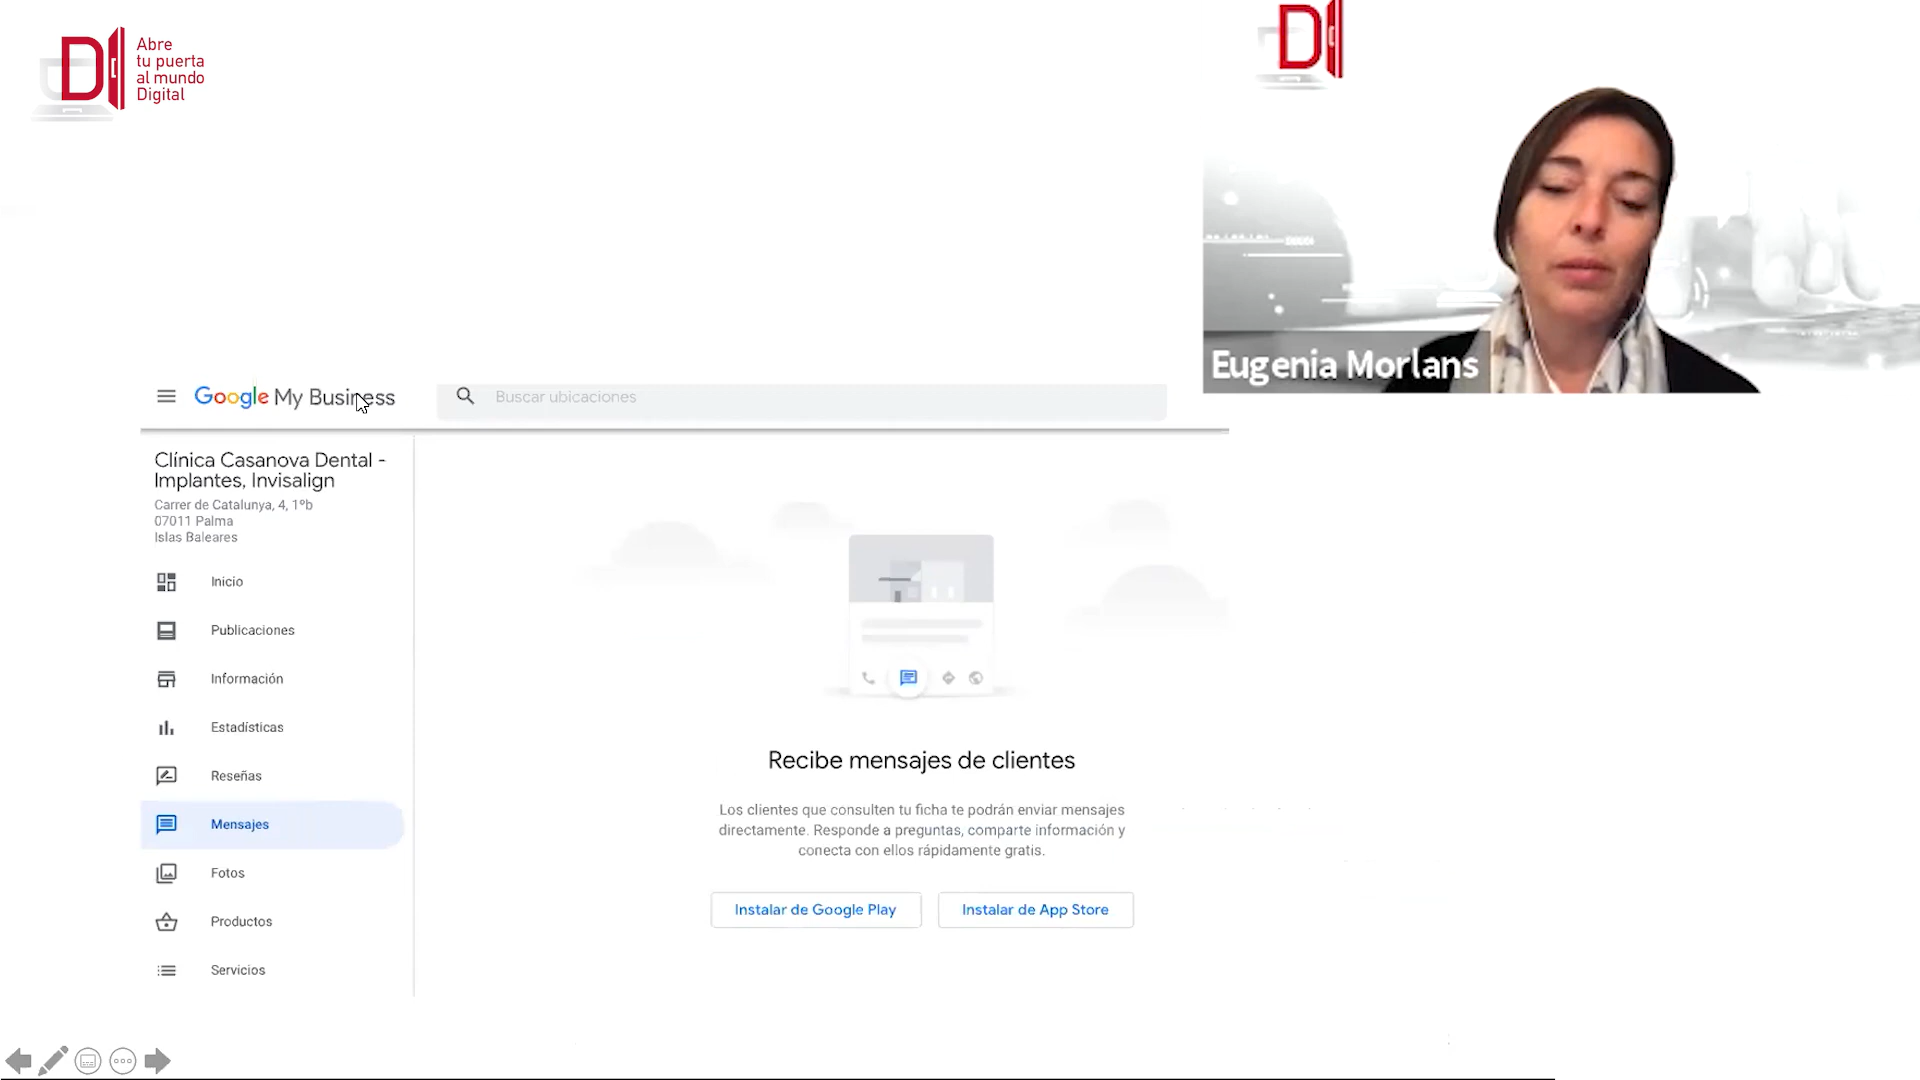 Abre
tu puerta
al mundo
Digital
Eugenia Morlans
Google My Business
Buscar ubicaciones
Clínica Casanova Dental -
Implantes, Invisalign
Carrer de Catalunya, 4, 1ºb
07011 Palma
Islas Baleares
Inicio
Publicaciones
Información
Estadísticas
Reseñas
Mensajes
Fotos
Productos
Servicios
Recibe mensajes de clientes
Los clientes que consulten tu ficha te podrán enviar mensajes
directamente. Responde a preguntas, comparte información y
conecta con ellos rápidamente gratis.
Instalar de Google Play
Instalar de App Store